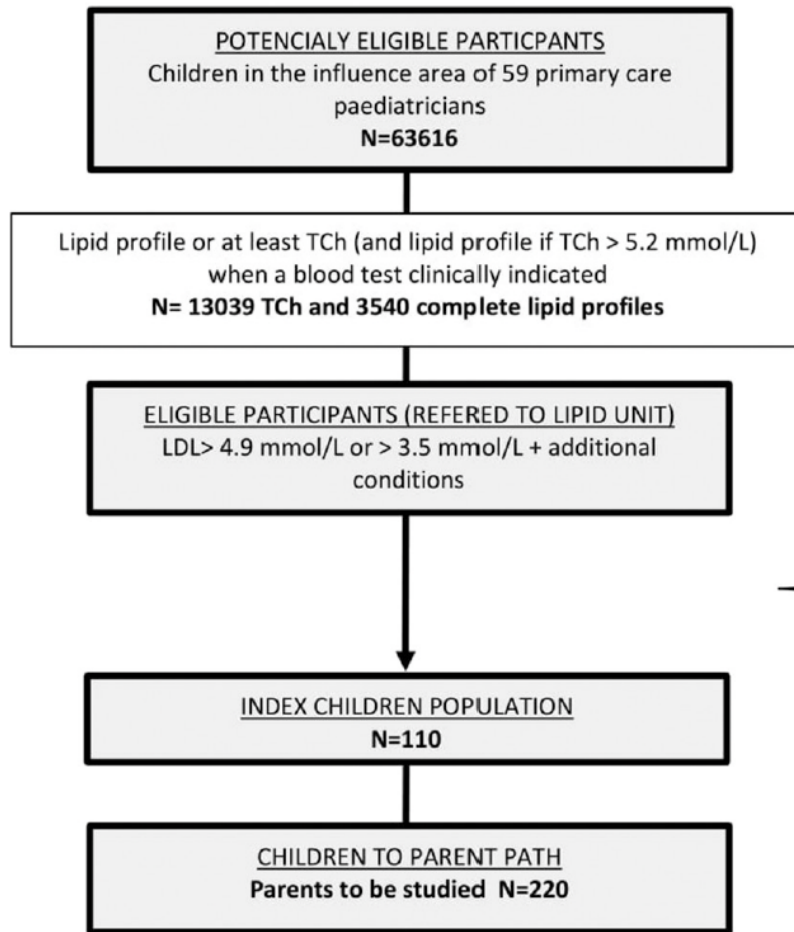 POTENCIALY ELIGIBLE PARTICPANTS
Children in the influence area of 59 primary care
paediatricians
N=63616
Lipid profile or at least TCh (and lipid profile if TCh > 5.2 mmol/L)
when a blood test clinically indicated
N= 13039 TCh and 3540 complete lipid profiles
ELIGIBLE PARTICIPANTS (REFERED TO LIPID UNIT)
LDL> 4.9 mmol/L or > 3.5 mmol/L + additional
conditions
INDEX CHILDREN POPULATION
N=110
CHILDREN TO PARENT PATH
Parents to be studied N=220